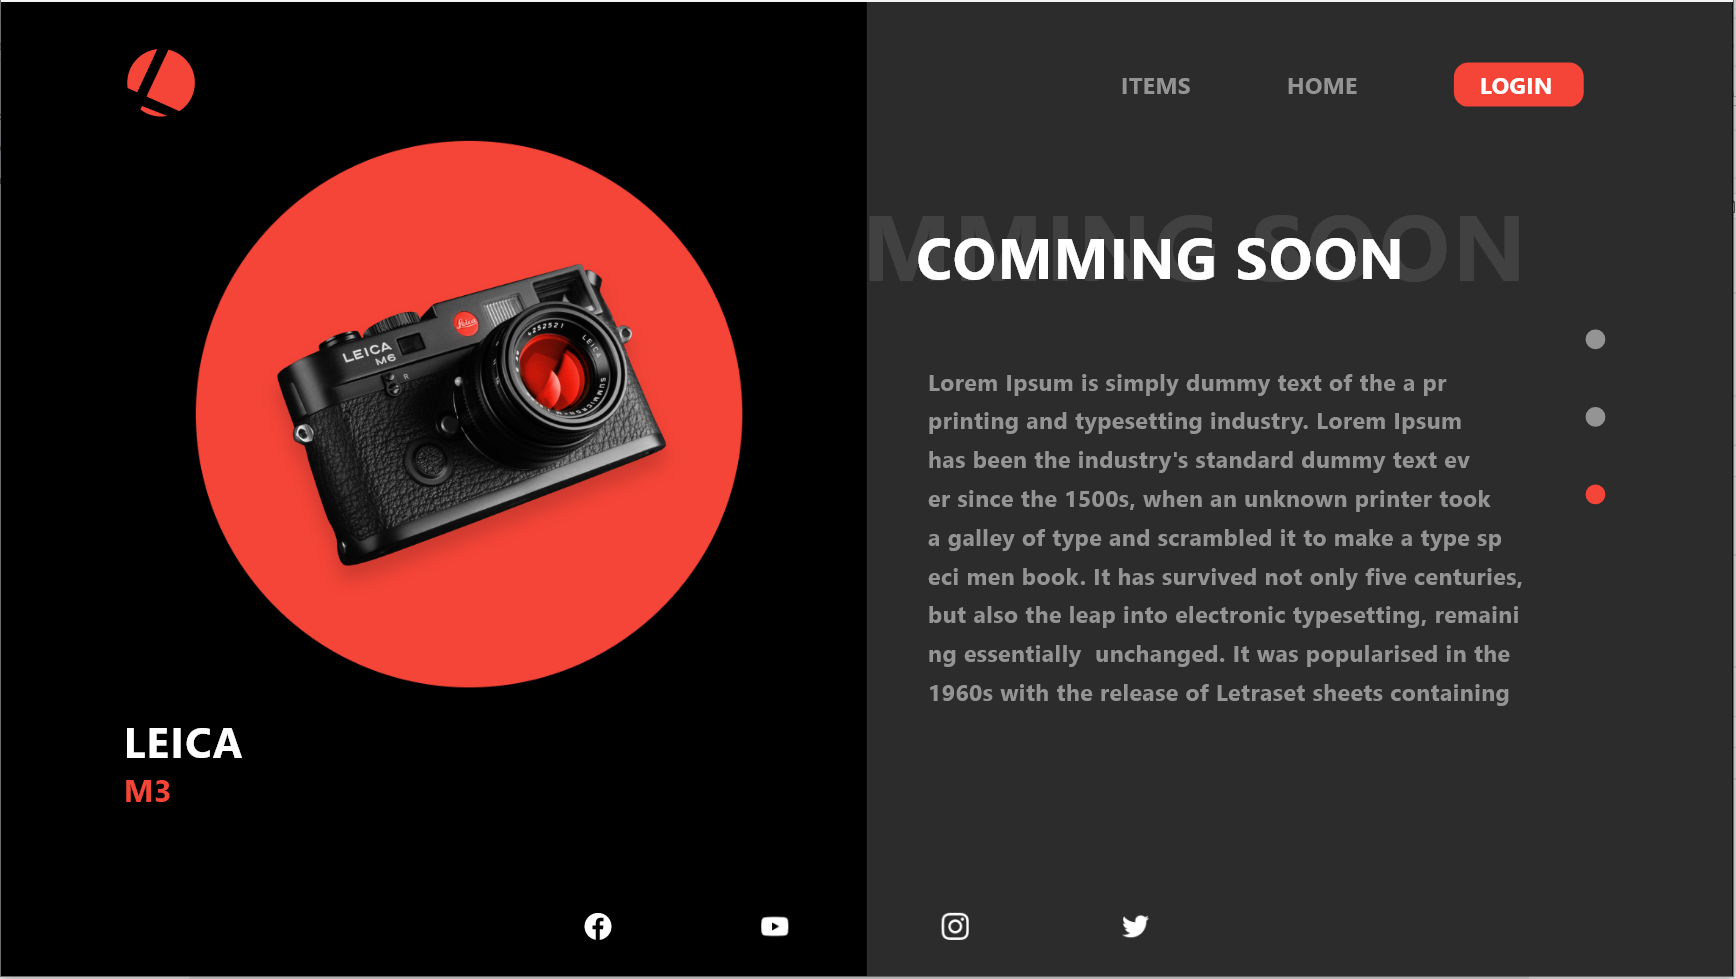 ITEMS
HOME
LOGIN
MMING SOON
COMMING SOON
Leica
LEICA
M6
R
4252521
LEICA
SUMMICRON-M
Lorem Ipsum is simply dummy text of the a pr
printing and typesetting industry. Lorem Ipsum
has been the industry's standard dummy text ev
er since the 1500s, when an unknown printer took
a galley of type and scrambled it to make a type sp
eci men book. It has survived not only five centuries,
but also the leap into electronic typesetting, remaini
ng essentially  unchanged. It was popularised in the
1960s with the release of Letraset sheets containing
LEICA
M3